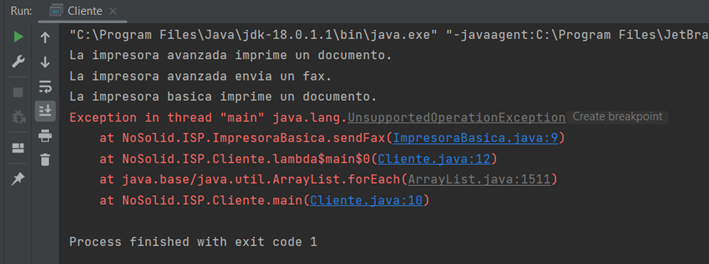 Run: Cliente
"C:\Program Files\Java\jdk-18.0.1.1\bin\java.exe" "-javaagent:C:\Program Files\JetBra
La impresora avanzada imprime un documento.
La impresora avanzada envia un fax.
La impresora basica imprime un documento.
Exception in thread "main" java.lang.UnsupportedOperationException Create breakpoint
at NoSolid.ISP.ImpresoraBasica.sendFax(ImpresoraBasica.java:9)
at NoSolid.ISP.Cliente.lambda$main$0(Cliente.java:12)
at java.base/java.util.ArrayList.forEach(ArrayList.java:1511)
at NoSolid.ISP.Cliente.main(Cliente.java:10)
Process finished with exit code 1